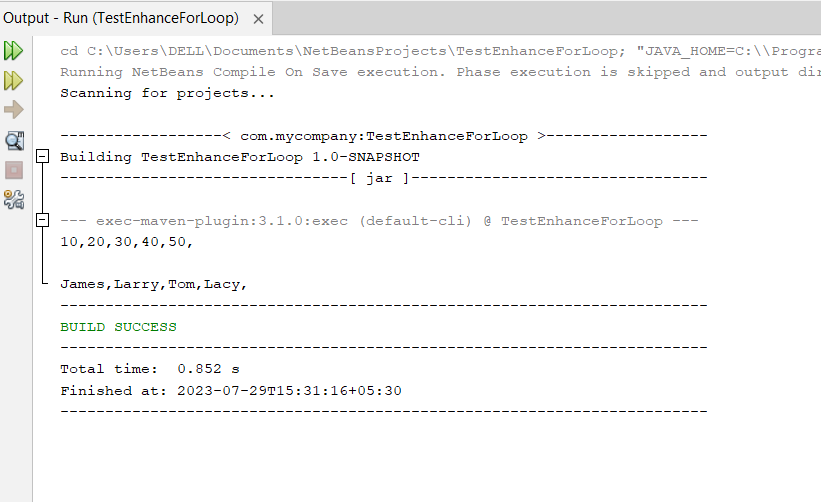 Output - Run (TestEnhanceForLoop)
cd C:\Users\DELL\Documents\NetBeansProjects\TestEnhanceForLoop; "JAVA_HOME=C:\\Progra
Running NetBeans Compile On Save execution. Phase execution is skipped and output dir
Scanning for projects...
------------------< com.mycompany:TestEnhanceForLoop >------------------
Building TestEnhanceForLoop 1.0-SNAPSHOT
--------------------------------[ jar ]---------------------------------
--- exec-maven-plugin:3.1.0:exec (default-cli) @ TestEnhanceForLoop ---
10,20,30,40,50,
James,Larry,Tom,Lacy,
------------------------------------------------------------------------
BUILD SUCCESS
------------------------------------------------------------------------
Total time:  0.852 s
Finished at: 2023-07-29T15:31:16+05:30
------------------------------------------------------------------------